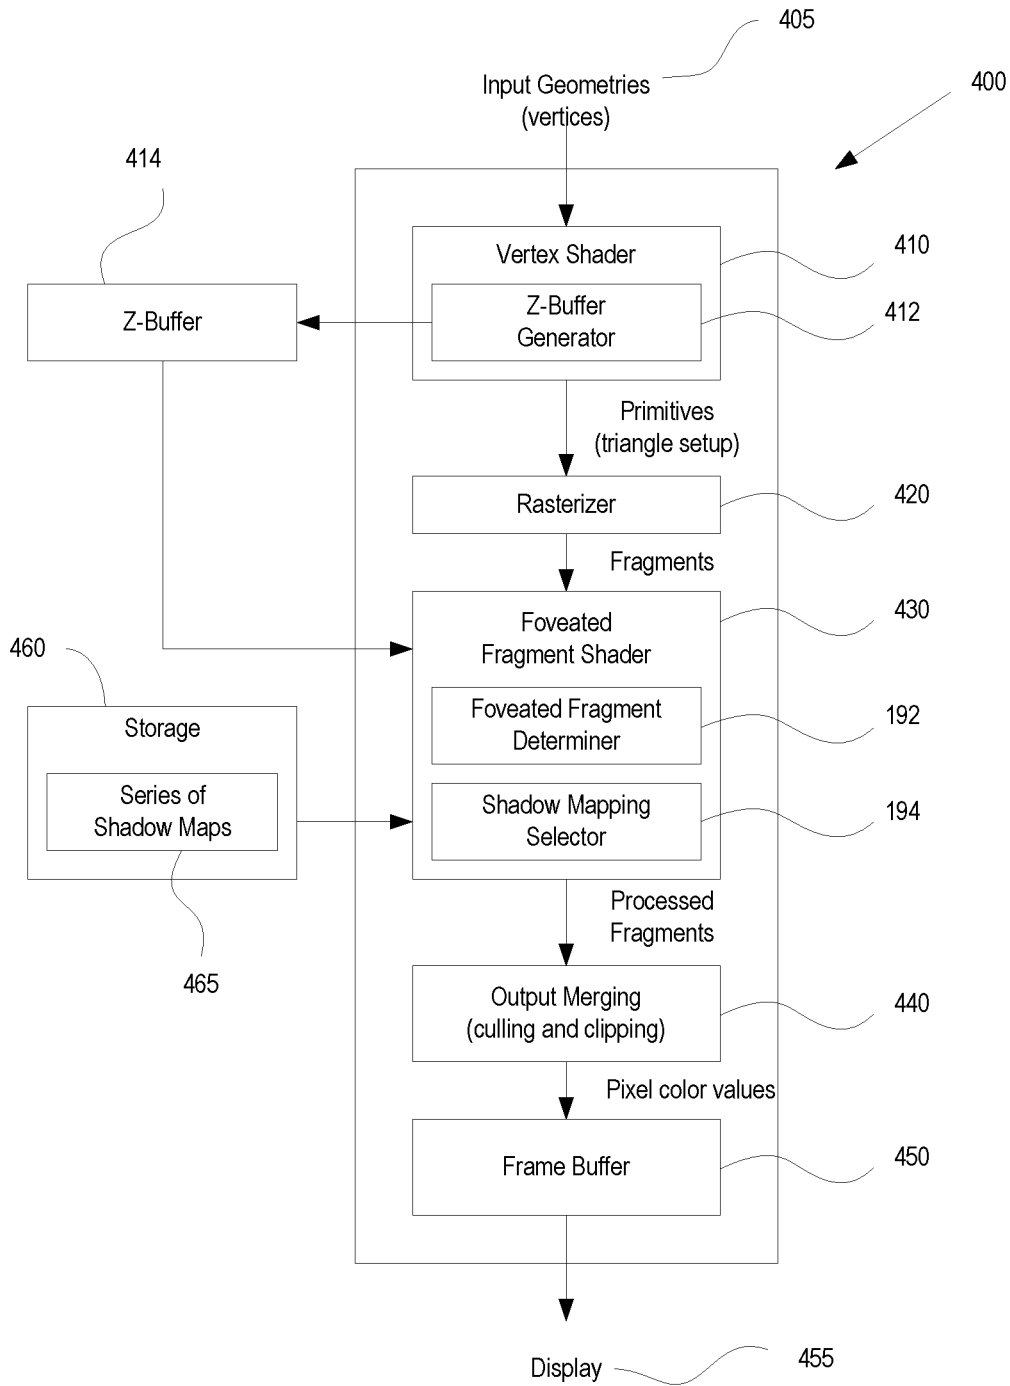 405
Input Geometries
(vertices)
400
414
Vertex Shader
410
Z-Buffer
Z-Buffer
Generator
412
Primitives
(triangle setup)
Rasterizer
420
Fragments
Foveated
Fragment Shader
430
460
Storage
Foveated Fragment
Determiner
192
Series of
Shadow Maps
Shadow Mapping
Selector
194
Processed
Fragments
465
Output Merging
(culling and clipping)
440
Pixel color values
Frame Buffer
450
Display
455